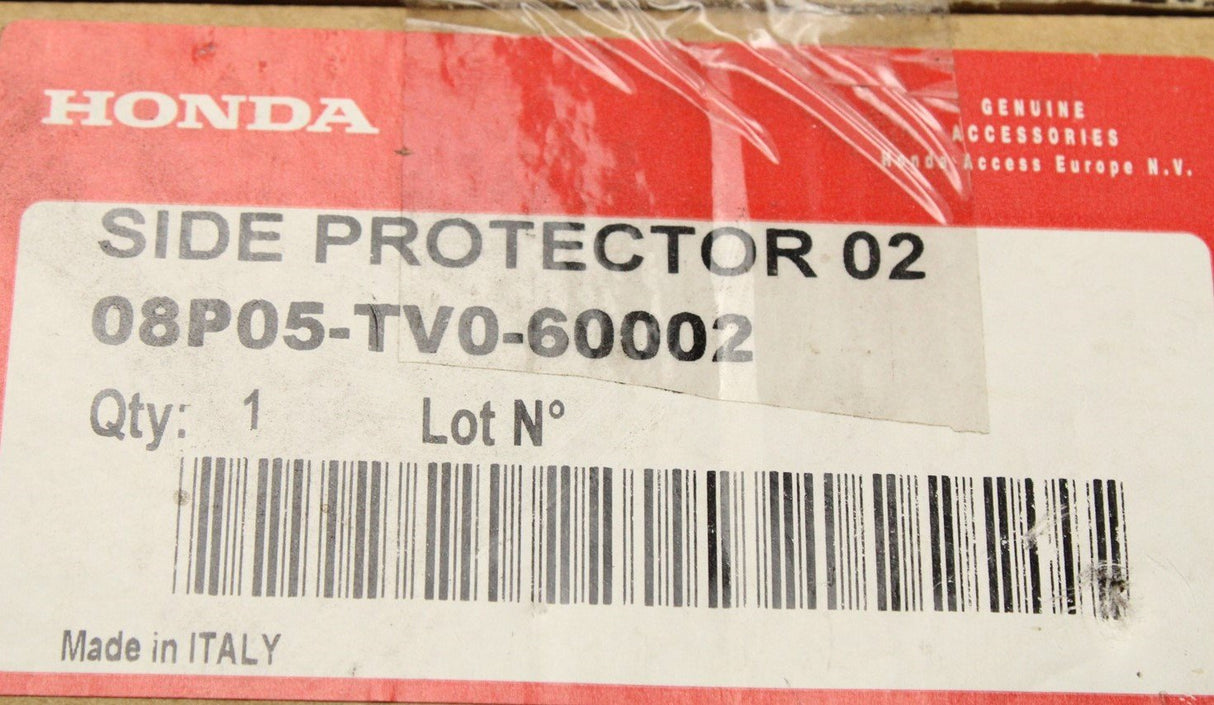 HONDA
GENUINE
ACCESSORIES
Honda Access Europe N.V.
SIDE PROTECTOR 02
08P05-TV0-60002
Qty: 1 Lot N°
Made in ITALY